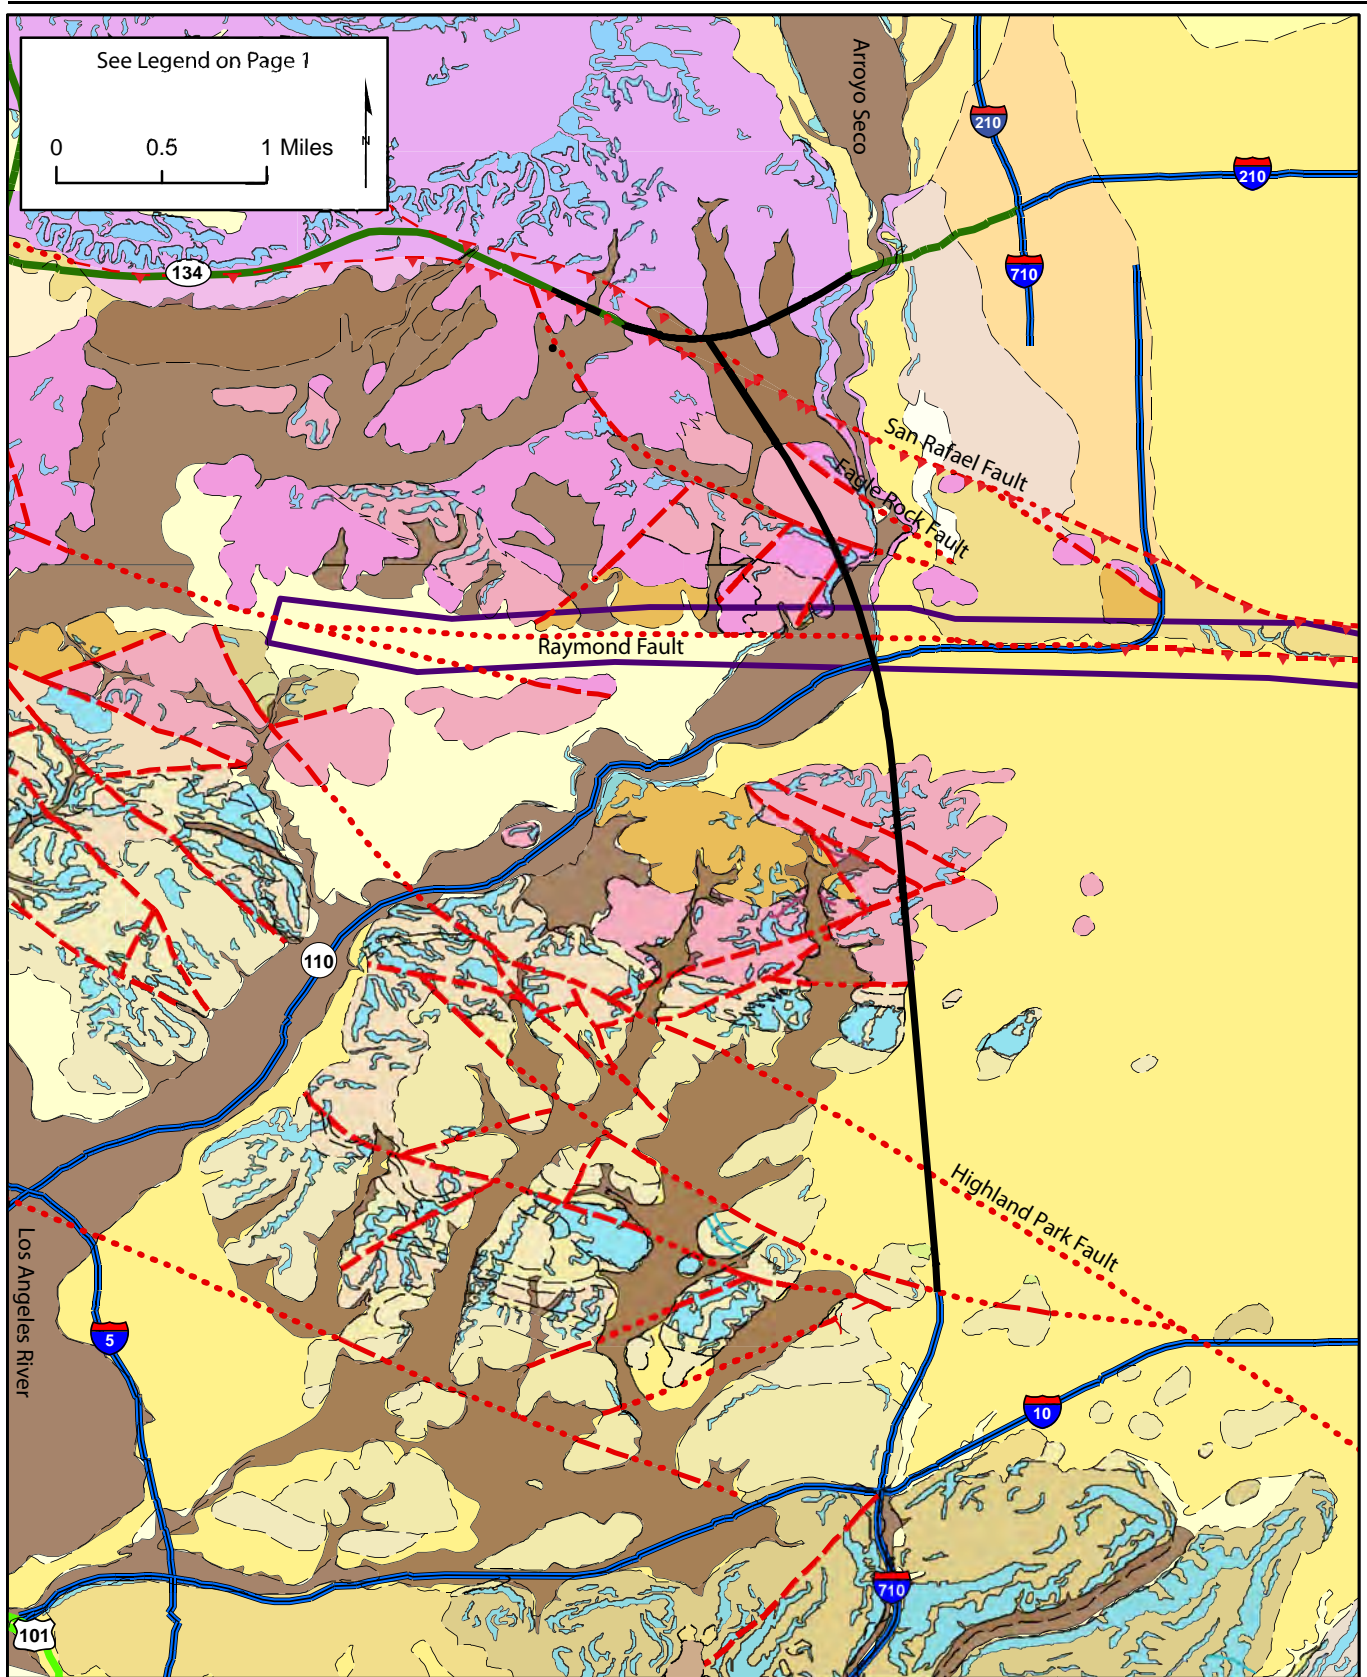 See Legend on Page 1
0 0.5 1 Miles
N
Arroyo Seco
210
210
134
710
San Rafael Fault
Eagle Rock Fault
Raymond Fault
110
Highland Park Fault
Los Angeles River
5
10
710
101